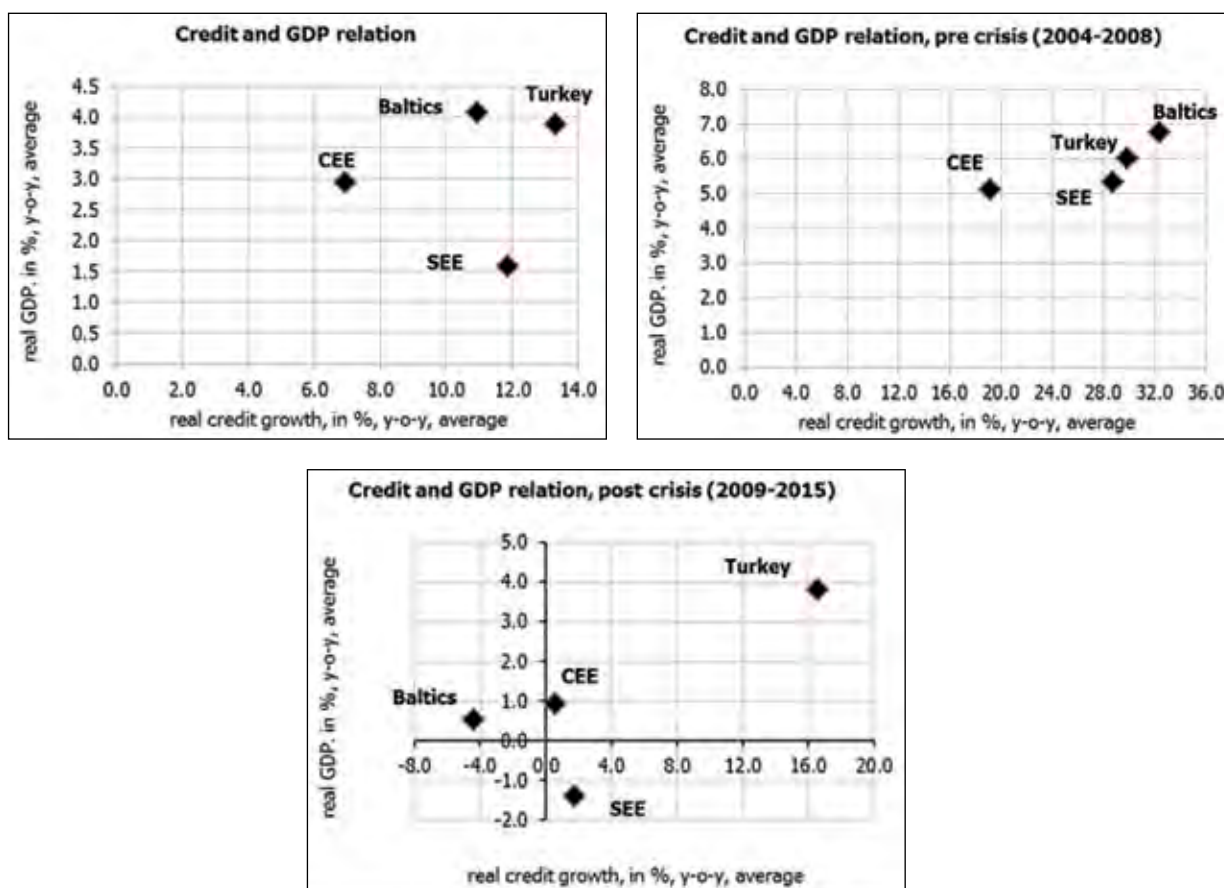 Credit and GDP relation
real GDP. in %, y-o-y, average
4.5
4.0
3.5
3.0
2.5
2.0
1.5
1.0
0.5
0.0
Baltics
Turkey
CEE
SEE
0.0 2.0 4.0 6.0 8.0 10.0 12.0 14.0
real credit growth, in %, y-o-y, average
Credit and GDP relation, pre crisis (2004-2008)
real GDP. in %, y-o-y, average
8.0
7.0
6.0
5.0
4.0
3.0
2.0
1.0
0.0
Baltics
Turkey
CEE
SEE
0.0 4.0 8.0 12.0 16.0 20.0 24.0 28.0 32.0 36.0
real credit growth, in %, y-o-y, average
Credit and GDP relation, post crisis (2009-2015)
real GDP. in %, y-o-y, average
5.0
4.0
3.0
2.0
1.0
0.0
-1.0
-2.0
Turkey
CEE
Baltics
-8.0 -4.0 0.0 4.0 8.0 12.0 16.0 20.0
SEE
real credit growth, in %, y-o-y, average